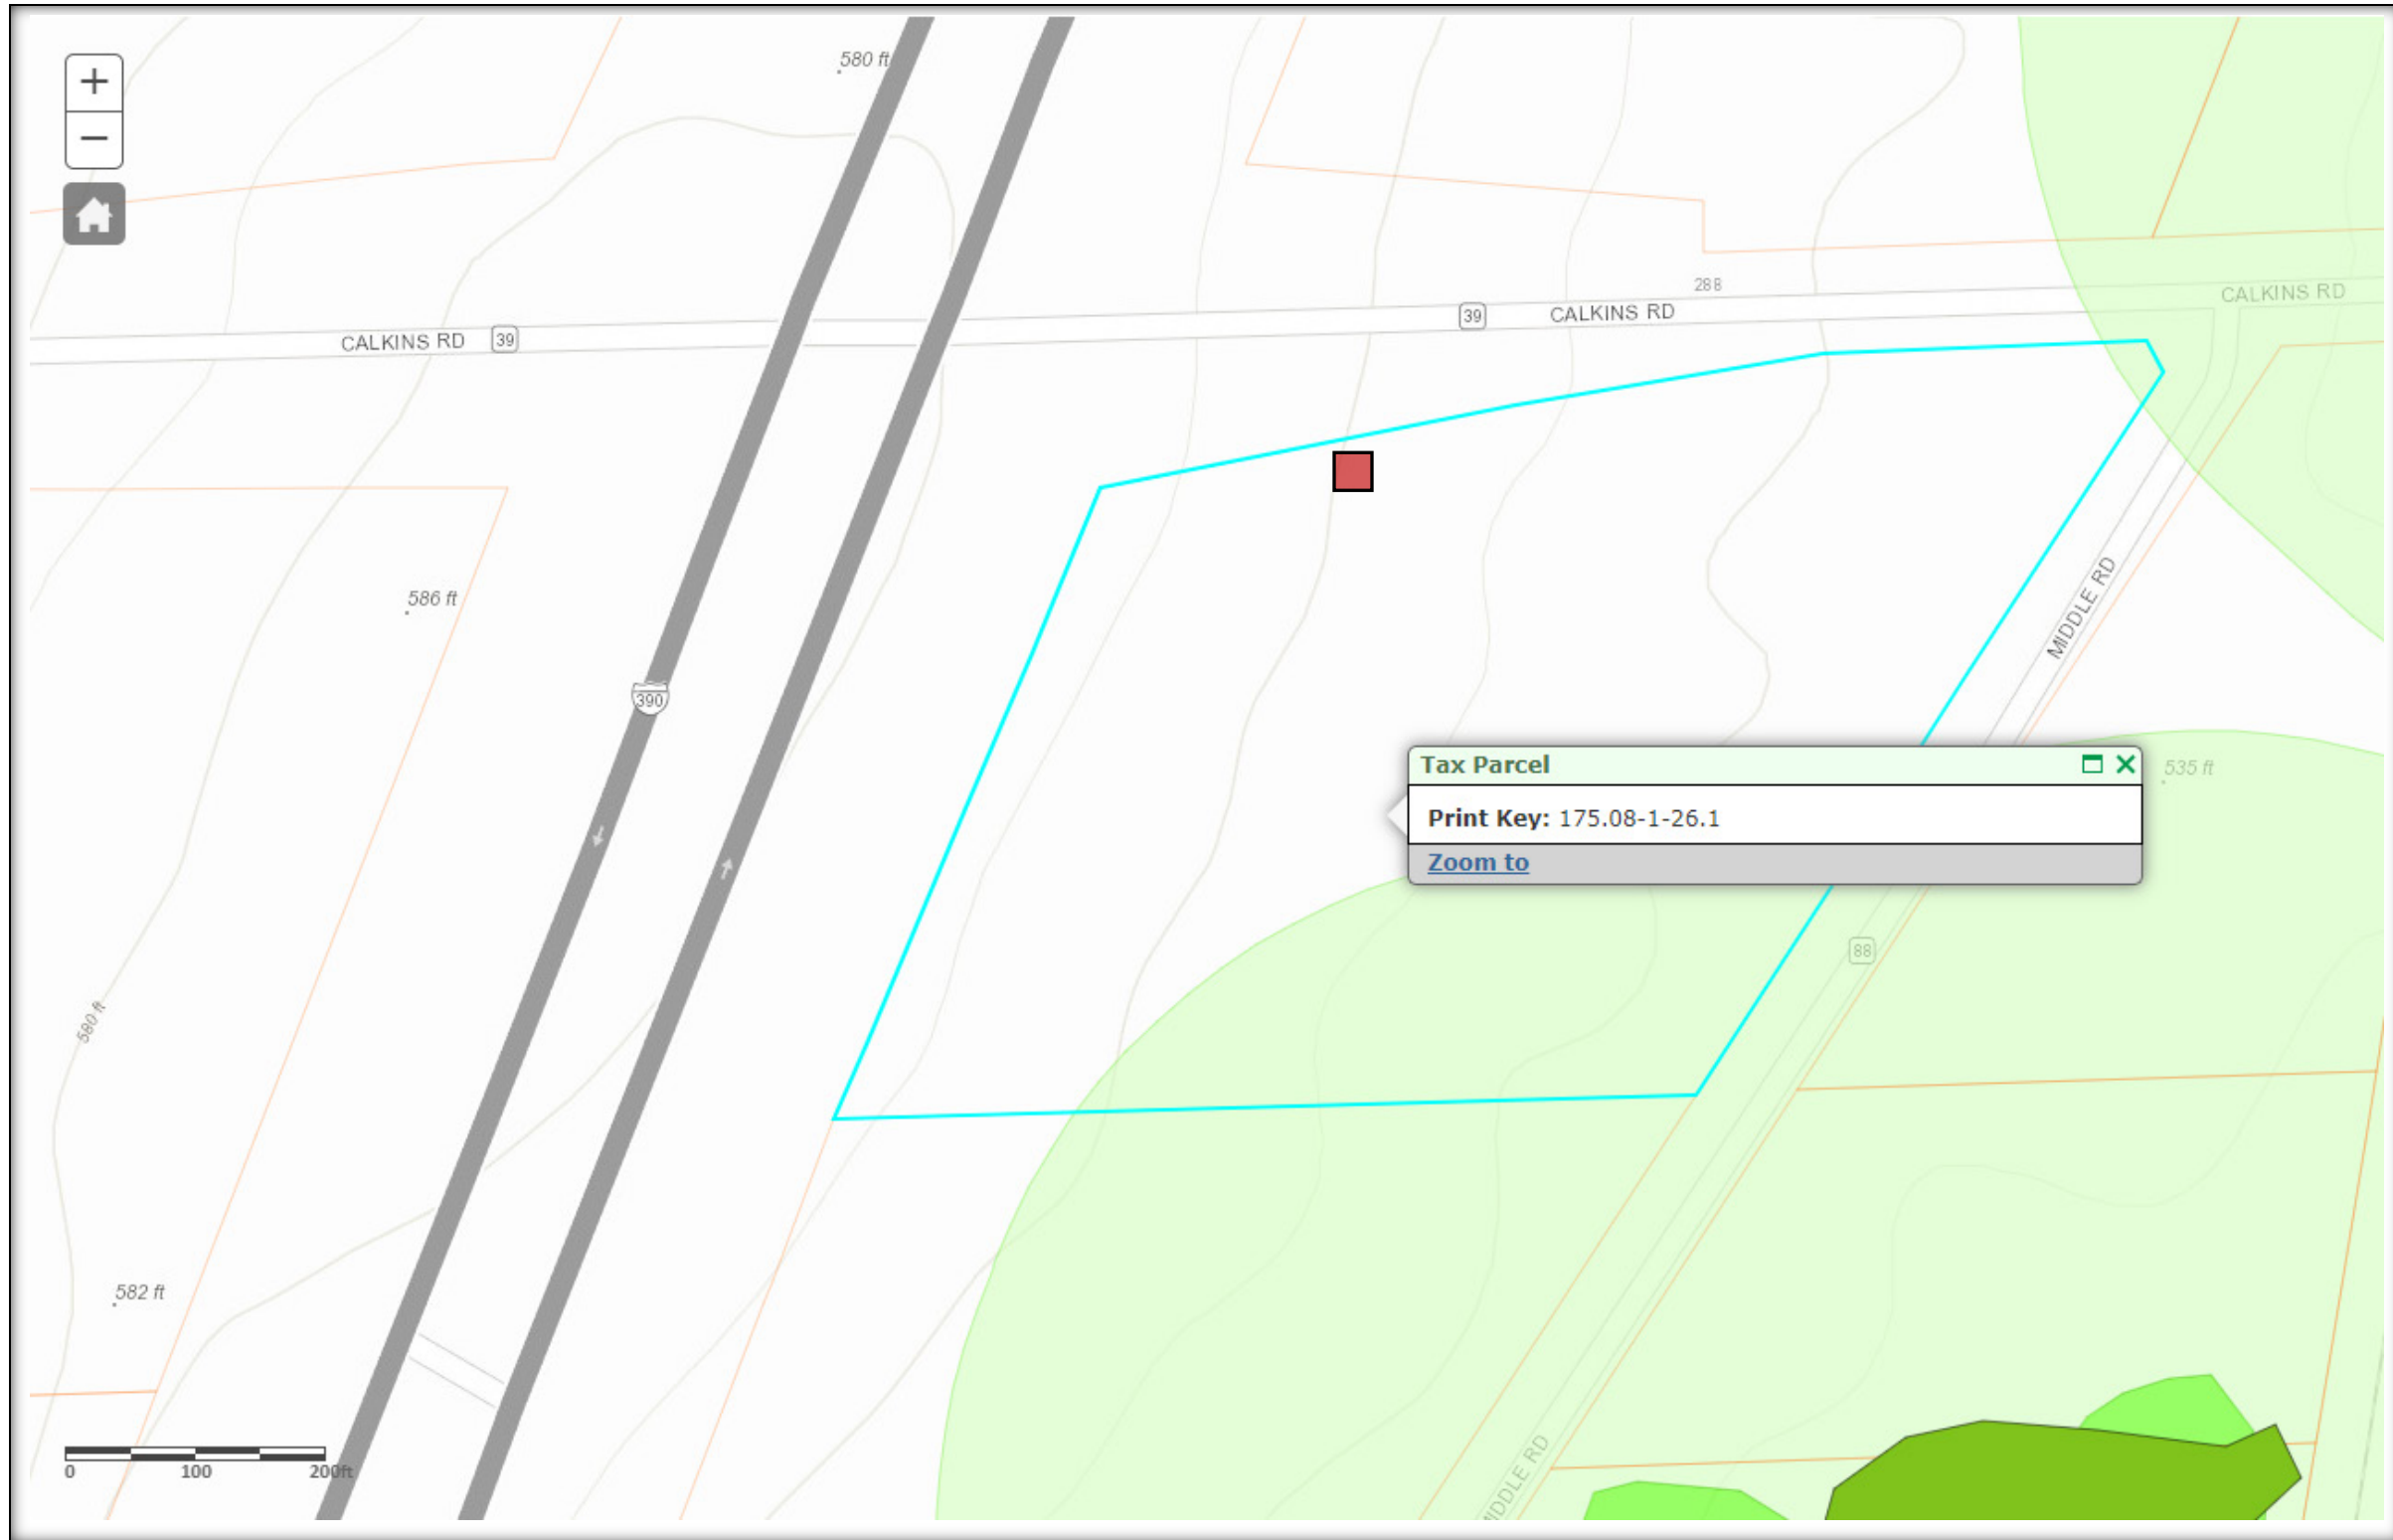 +
580 ft
−
288
CALKINS RD
39
CALKINS RD
CALKINS RD
39
586 ft
MIDDLE RD
390
Tax Parcel
535 ft
Print Key: 175.08-1-26.1
Zoom to
88
580 ft
582 ft
MIDDLE RD
0 100 200ft